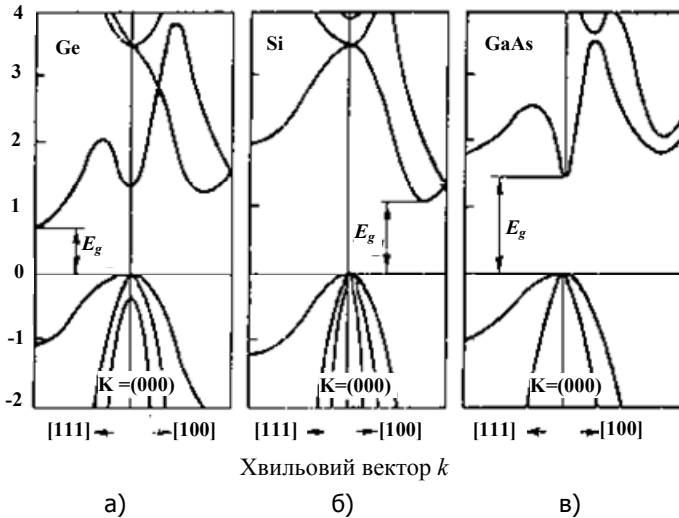 4
3
2
1
0
-1
-2
Ge
E_g
K =(000)
[111]
[100]
Si
E_g
K =(000)
[111]
[100]
GaAs
E_g
K=(000)
[111]
[100]
Хвильовий вектор k
а)
б)
в)